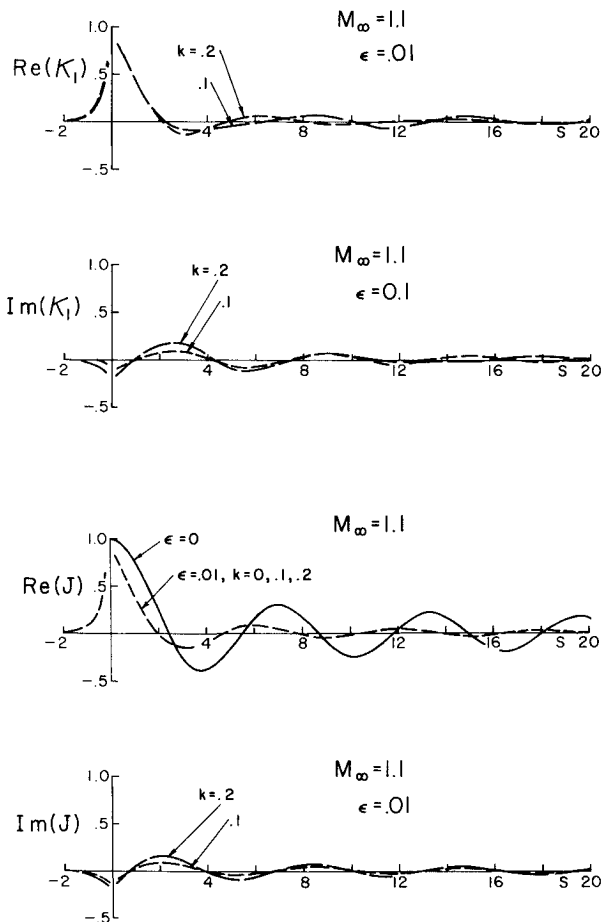 M∞ = 1.1
ϵ = .01
Re(K₁)
1.0
.5
-.5
k=.2
.1
-2 4 8 12 16 S 20
M∞ = 1.1
ϵ = 0.1
Im(K₁)
1.0
.5
-.5
k=.2
.1
-2 4 8 12 16 S 20
M∞ = 1.1
Re(J)
1.0
.5
-.5
ϵ=0
ϵ=.01, k=0, .1, .2
-2 4 8 12 16 S 20
M∞ = 1.1
ϵ = .01
Im(J)
1.0
.5
-.5
k=.2
.1
-2 4 8 12 16 S 20